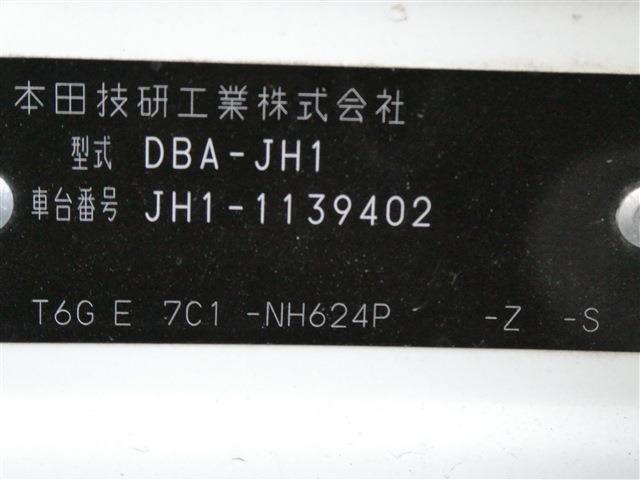 本田技研工業株式会社
型式 DBA-JH1
車台番号 JH1-1139402
T6G E 7C1 -NH624P -Z -S